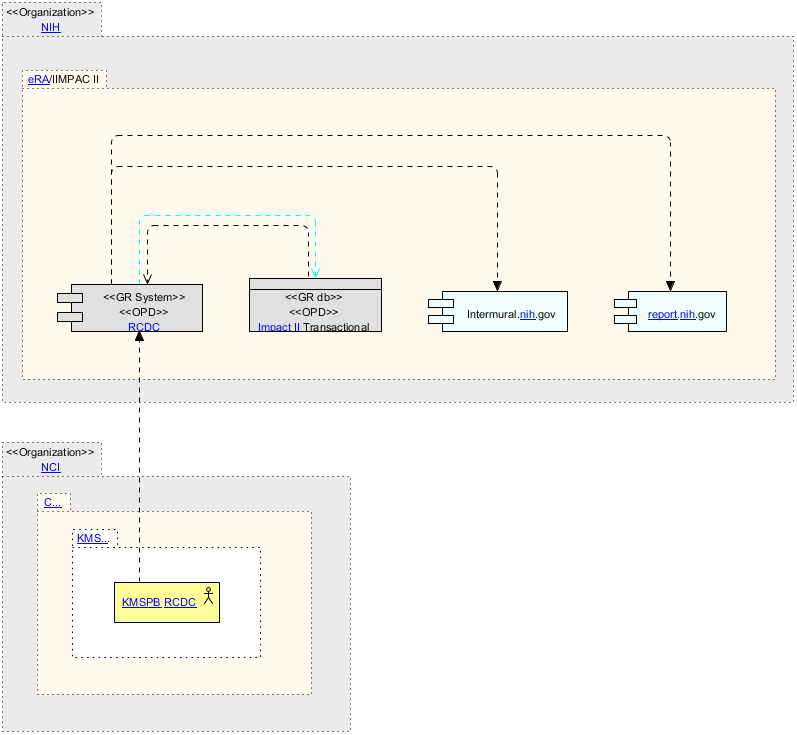 <<Organization>>
NIH
eRA/IIMPAC II
<<GR System>>
<<OPD>>
RCDC
<<GR db>>
<<OPD>>
Impact II Transactional
Intermural.nih.gov
report.nih.gov
<<Organization>>
NCI
C...
KMS...
KMSPB RCDC